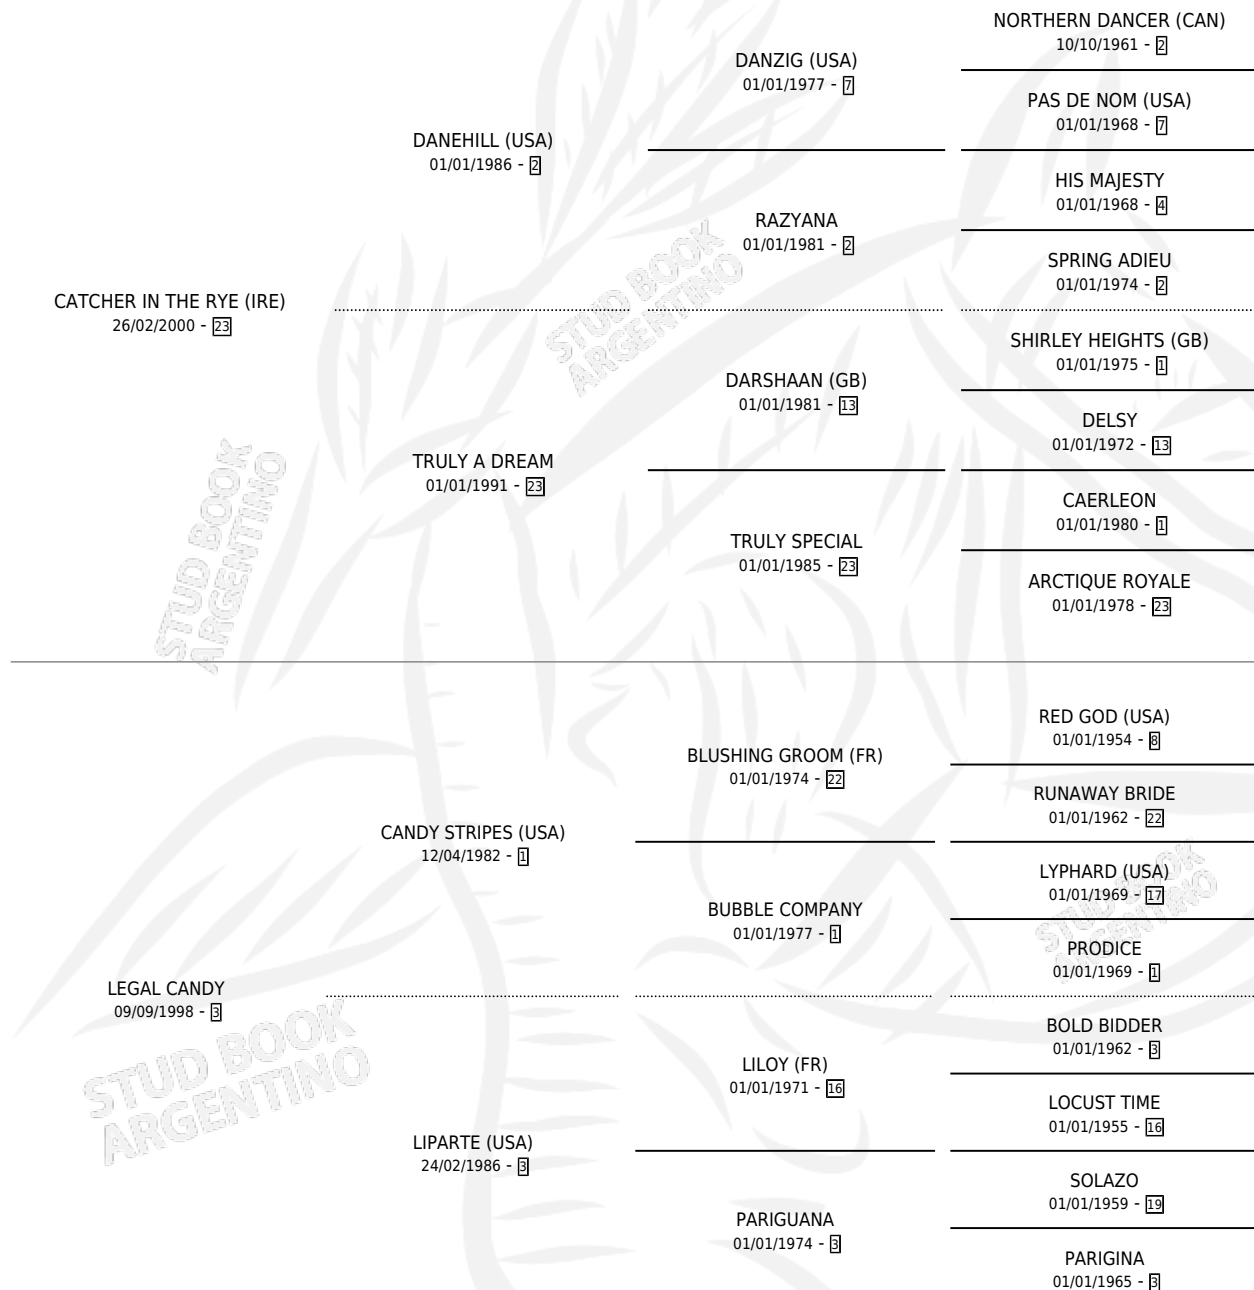 NORTHERN DANCER (CAN)
10/10/1961 - 2
DANZIG (USA)
01/01/1977 - 7
PAS DE NOM (USA)
01/01/1968 - 7
DANEHILL (USA)
01/01/1986 - 2
HIS MAJESTY
01/01/1968 - 4
RAZYANA
01/01/1981 - 2
SPRING ADIEU
01/01/1974 - 2
CATCHER IN THE RYE (IRE)
26/02/2000 - 23
SHIRLEY HEIGHTS (GB)
01/01/1975 - 1
DARSHAAN (GB)
01/01/1981 - 13
DELSY
01/01/1972 - 13
TRULY A DREAM
01/01/1991 - 23
CAERLEON
01/01/1980 - 1
TRULY SPECIAL
01/01/1985 - 23
ARCTIQUE ROYALE
01/01/1978 - 23
STUD BOOK
ARGENTINO
STUD BOOK
ARGENTINO
RED GOD (USA)
01/01/1954 - 8
BLUSHING GROOM (FR)
01/01/1974 - 22
RUNAWAY BRIDE
01/01/1962 - 22
CANDY STRIPES (USA)
12/04/1982 - 1
LYPHARD (USA)
01/01/1969 - 17
BUBBLE COMPANY
01/01/1977 - 1
PRODICE
01/01/1969 - 1
STUD BOOK
ARGENTINO
LEGAL CANDY
09/09/1998 - 3
BOLD BIDDER
01/01/1962 - 3
LILOY (FR)
01/01/1971 - 16
LOCUST TIME
01/01/1955 - 16
LIPARTE (USA)
24/02/1986 - 3
SOLAZO
01/01/1959 - 19
PARIGUANA
01/01/1974 - 3
PARIGINA
01/01/1965 - 3
STUD BOOK
ARGENTINO